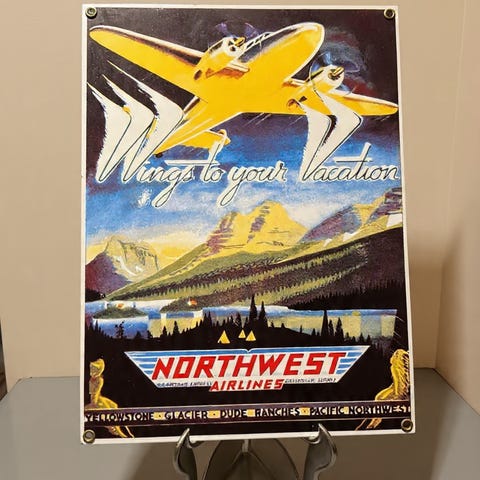 Wings to your Vacation
NORTHWEST
AIRLINES
YELLOWSTONE · GLACIER · DUDE RANCHES · PACIFIC NORTHWEST